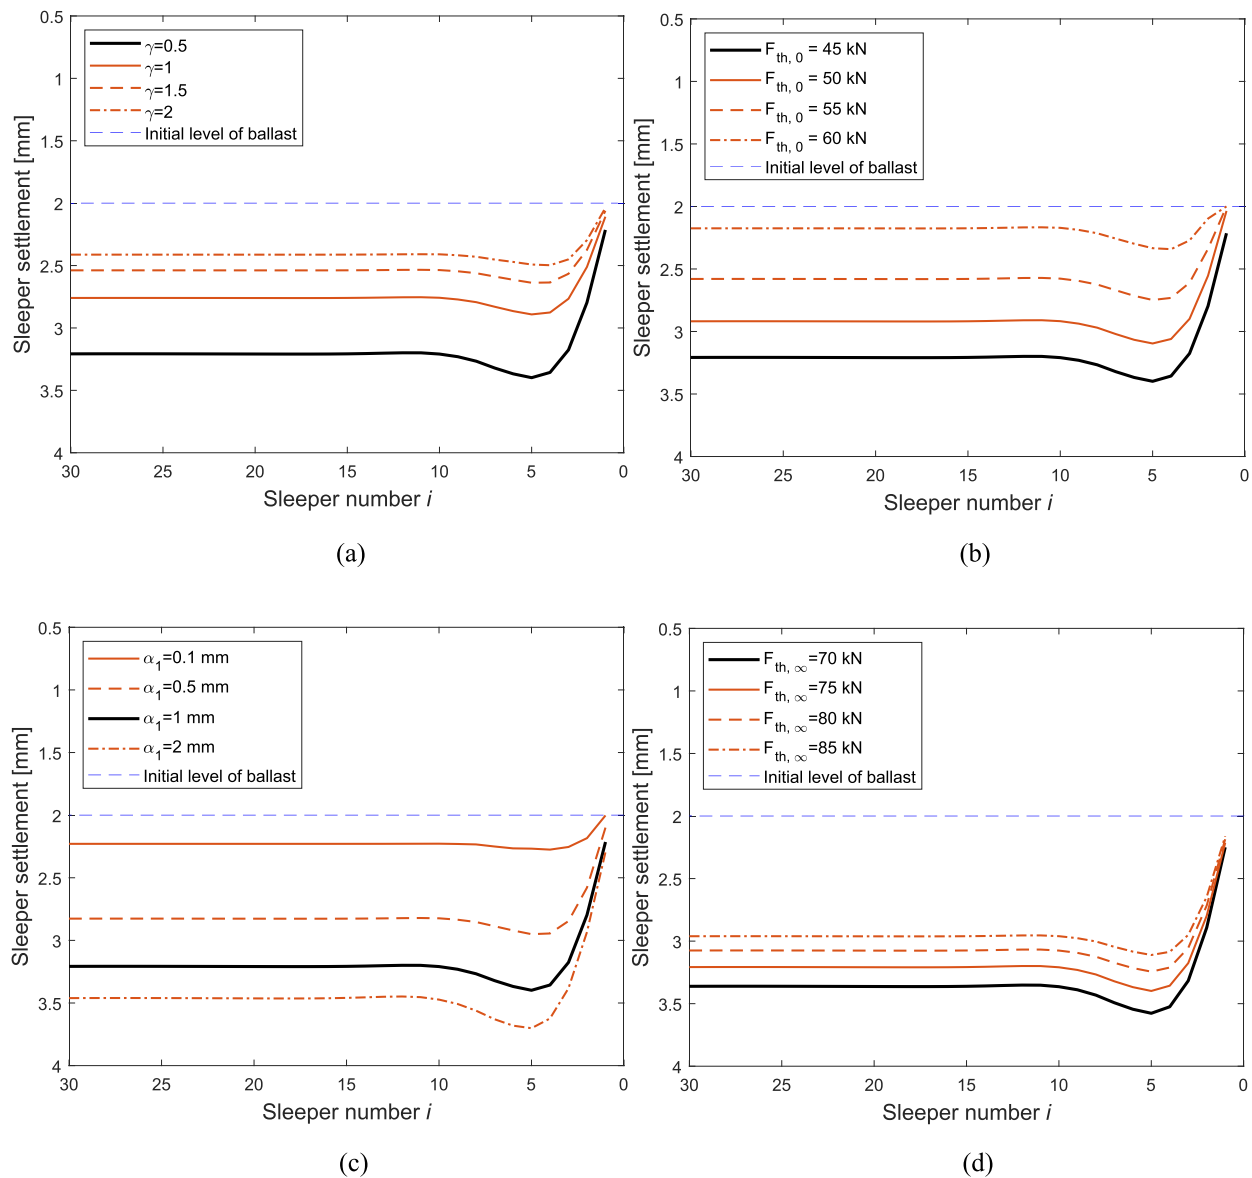 0.5
1
1.5
2
2.5
3
3.5
4
30 25 20 15 10 5 0
Sleeper settlement [mm]
Sleeper number i
γ=0.5
γ=1
γ=1.5
γ=2
Initial level of ballast
(a)
0.5
1
1.5
2
2.5
3
3.5
4
30 25 20 15 10 5 0
Sleeper settlement [mm]
Sleeper number i
F th, 0 = 45 kN
F th, 0 = 50 kN
F th, 0 = 55 kN
F th, 0 = 60 kN
Initial level of ballast
(b)
0.5
1
1.5
2
2.5
3
3.5
4
30 25 20 15 10 5 0
Sleeper settlement [mm]
Sleeper number i
α1=0.1 mm
α1=0.5 mm
α1=1 mm
α1=2 mm
Initial level of ballast
(c)
0.5
1
1.5
2
2.5
3
3.5
4
30 25 20 15 10 5 0
Sleeper settlement [mm]
Sleeper number i
F th, ∞=70 kN
F th, ∞=75 kN
F th, ∞=80 kN
F th, ∞=85 kN
Initial level of ballast
(d)